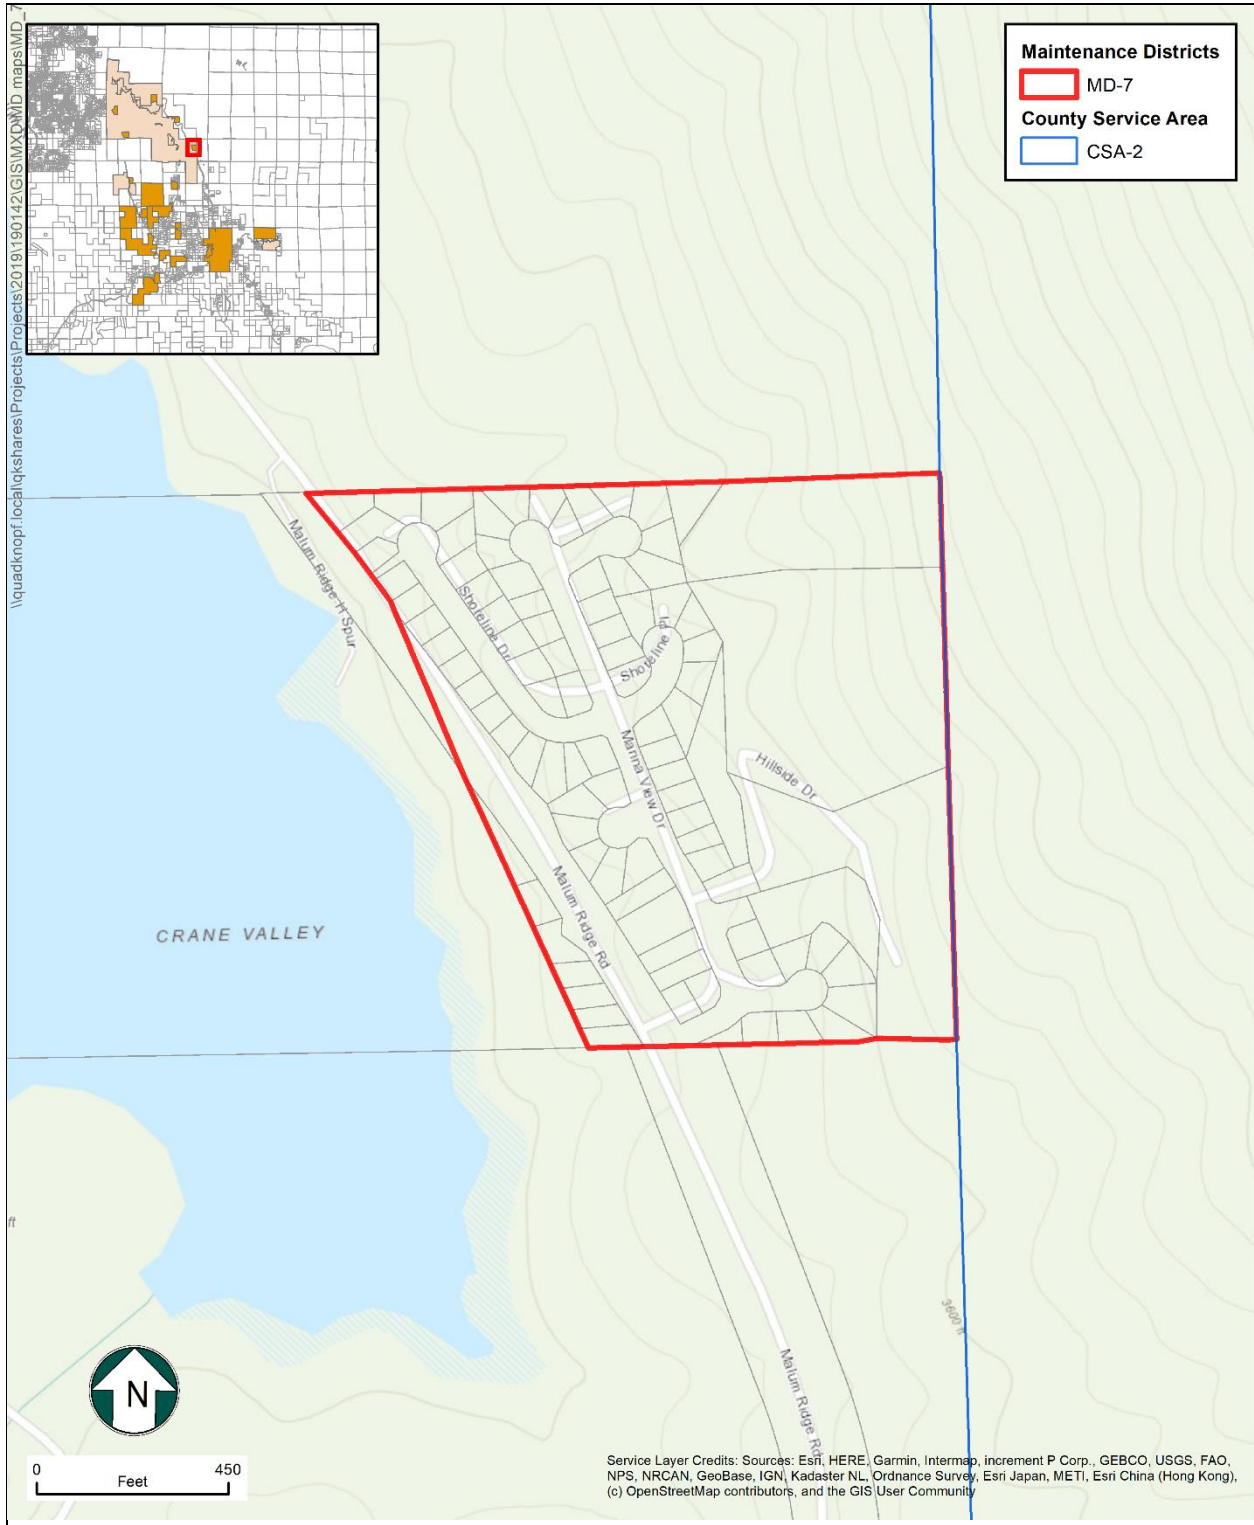 \\quadknopf.local\qkshares\Projects\Projects\2019\190142\GIS\MXD\MD maps\MD_7
Maintenance Districts
MD-7
County Service Area
CSA-2
Malum Ridge H Spur
Shoreline Dr
Shoreline Id
Marina View Dr
Hillside Dr
Malum Ridge Rd
CRANE VALLEY
ft
3600 ft
Malum Ridge Rd
N
0 450
Feet
Service Layer Credits: Sources: Esri, HERE, Garmin, Intermap, increment P Corp., GEBCO, USGS, FAO,
NPS, NRCAN, GeoBase, IGN, Kadaster NL, Ordnance Survey, Esri Japan, METI, Esri China (Hong Kong),
(c) OpenStreetMap contributors, and the GIS User Community